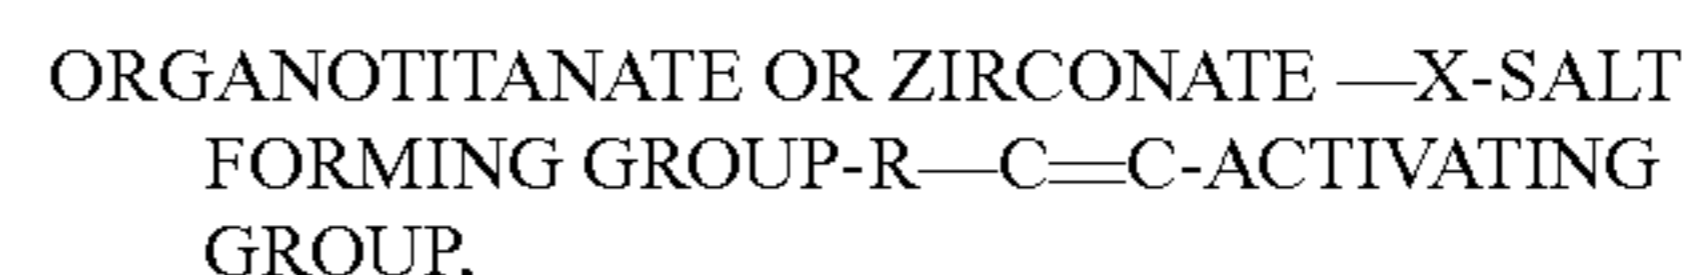 ORGANOTITANATE OR ZIRCONATE —X-SALT
FORMING GROUP-R—C=C-ACTIVATING
GROUP.